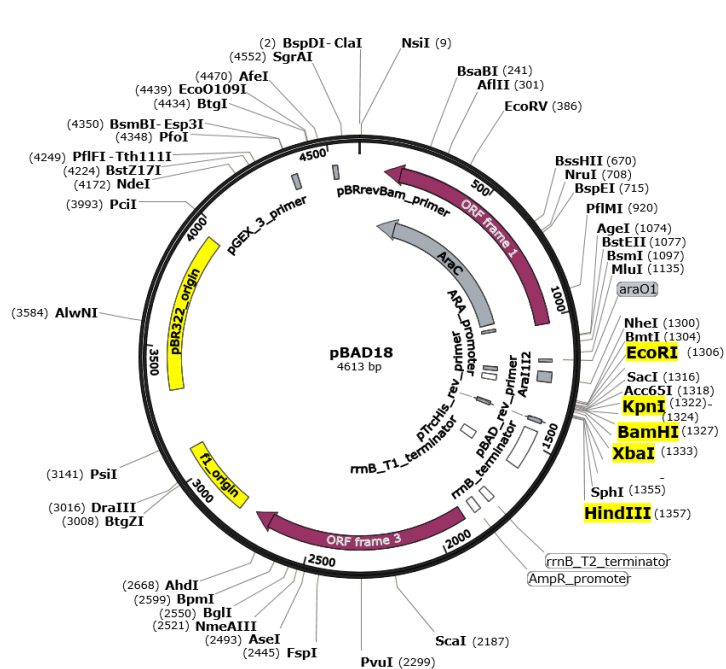 (2) BspDI - ClaI
NsiI (9)
(4552) SgrAI
(4470) AfeI
(4439) EcoO109I
(4434) BtgI
(4350) BsmBI - Esp3I
(4348) PfoI
(4249) PflFI - Tth111I
(4224) BstZ17I
(4172) NdeI
(3993) PciI
(3584) AlwNI
(3141) PsiI
(3016) DraIII
(3008) BtgZI
(2668) AhdI
(2599) BpmI
(2550) BglI
(2521) NmeAIII
(2493) AseI
(2445) FspI
PvuI (2299)
ScaI (2187)
BsaBI (241)
AflII (301)
EcoRV (386)
BssHII (670)
NruI (708)
BspEI (715)
PflMI (920)
AgeI (1074)
BstEII (1077)
BsmI (1097)
MluI (1135)
araO1
NheI (1300)
BmtI (1304)
EcoRI (1306)
SacI (1316)
Acc65I (1318)
KpnI (1322) -
(1324)
BamHI (1327)
XbaI (1333)
-
SphI (1355)
HindIII (1357)
rrnB_T2_terminator
AmpR_promoter
4500
500
1000
1500
2000
2500
3000
3500
4000
pGEX_3_primer
pBRrevBam_primer
ORF frame 1
AraC
ARA_promoter
pBR322_origin
pBAD18
4613 bp
pTrcHis_rev_primer
pBAD_rev_primer
AraI1I2
rrnB_T1_terminator
rrnB_terminator
f1_origin
ORF frame 3